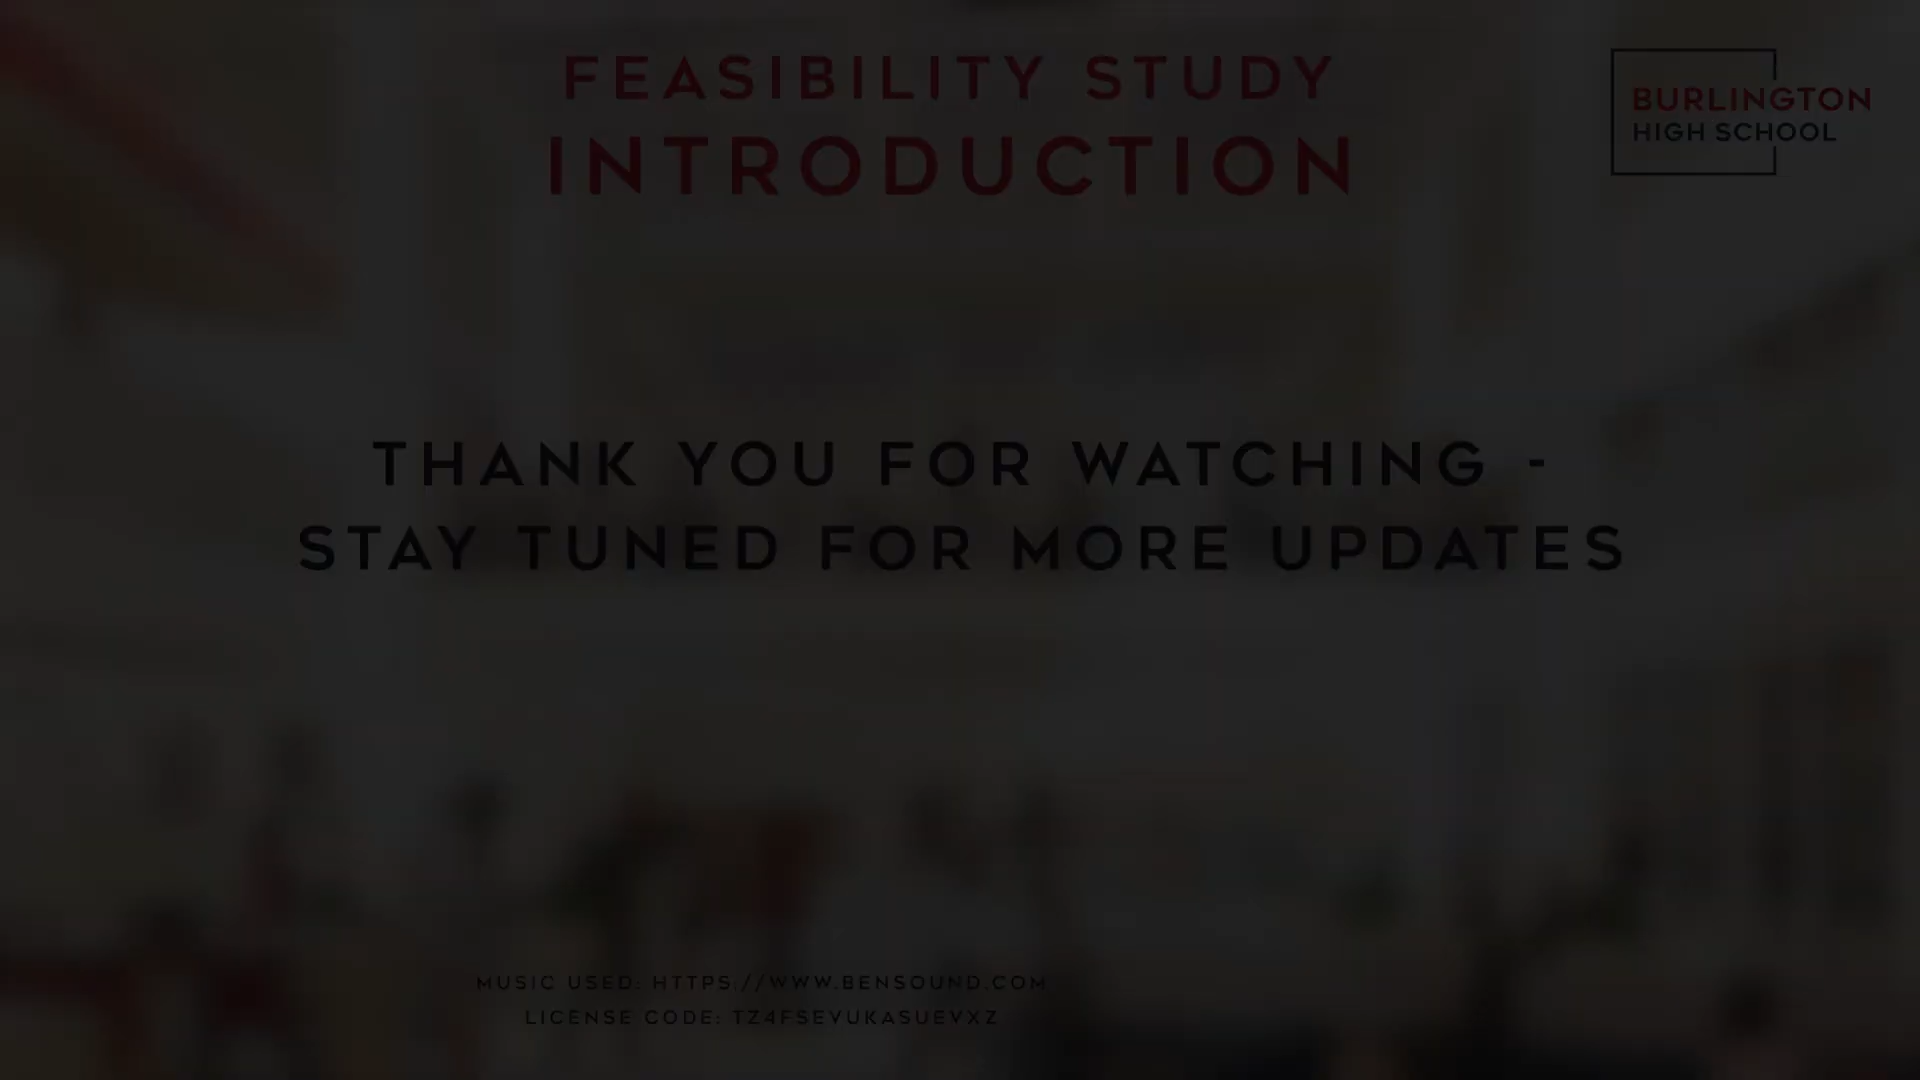 FEASIBILITY STUDY
INTRODUCTION
BURLINGTON
HIGH SCHOOL
THANK YOU FOR WATCHING -
STAY TUNED FOR MORE UPDATES
MUSIC USED: HTTPS://WWW.BENSOUND.COM
LICENSE CODE: TZ4FSEVUKASUEVXZ